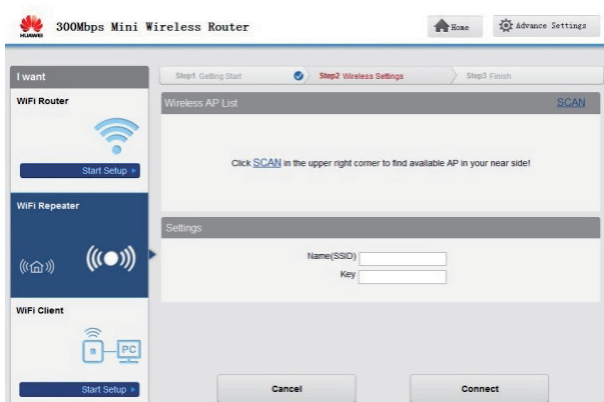 HUAWEI
300Mbps Mini Wireless Router
Home
Advance Settings
I want
WiFi Router
Start Setup
WiFi Repeater
WiFi Client
PC
Start Setup
Step1 Getting Start
Step2 Wireless Settings
Step3 Finish
Wireless AP List
SCAN
Click SCAN in the upper right corner to find available AP in your near side!
Settings
Name(SSID)
Key
Cancel
Connect